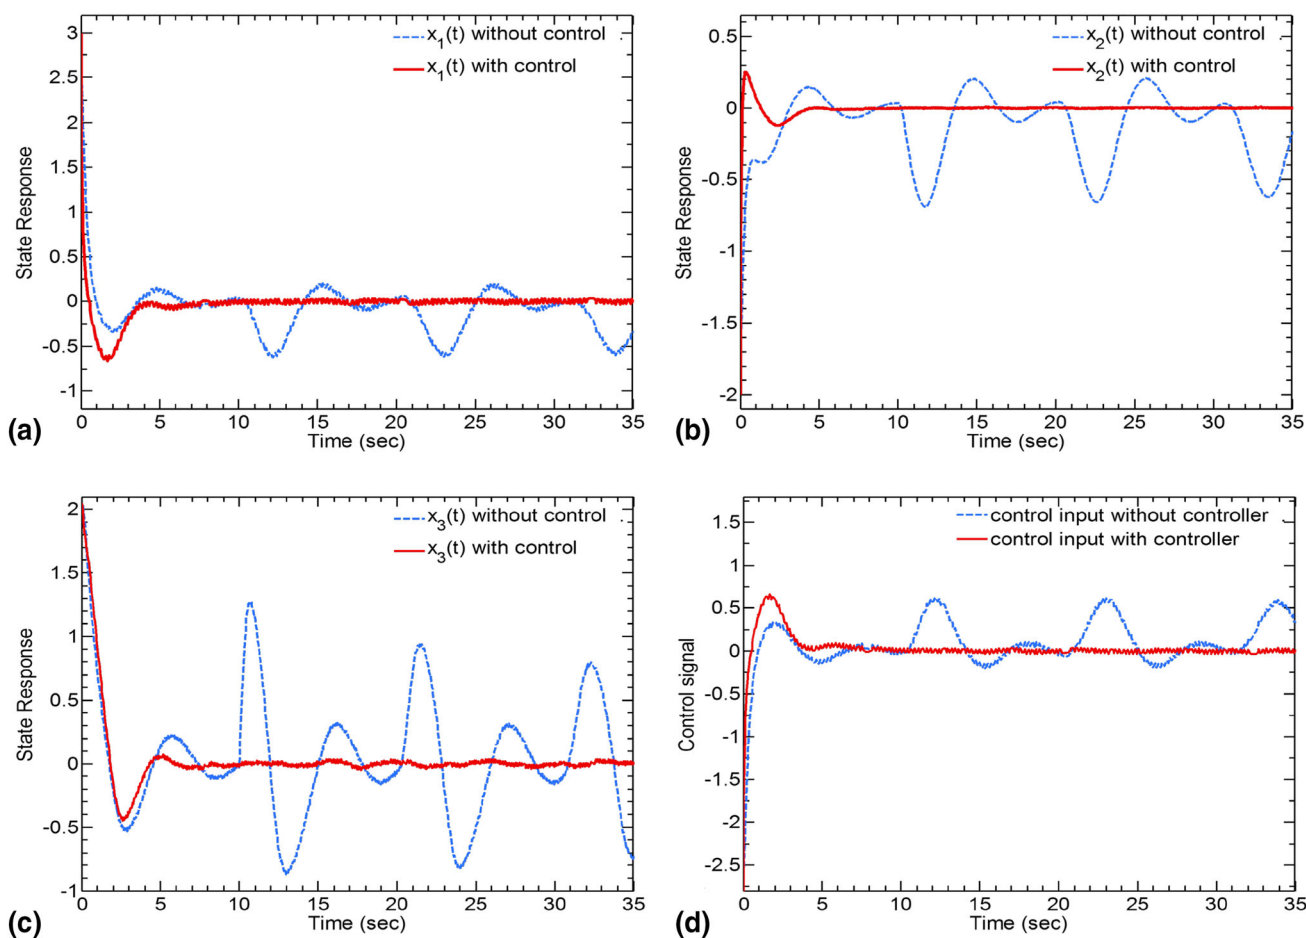 x1(t) without control
x1(t) with control
3
2.5
2
1.5
1
0.5
0
-0.5
-1
State Response
0 5 10 15 20 25 30 35
Time (sec)
(a)
x2(t) without control
x2(t) with control
0.5
0
-0.5
-1
-1.5
-2
State Response
0 5 10 15 20 25 30 35
Time (sec)
(b)
x3(t) without control
x3(t) with control
2
1.5
1
0.5
0
-0.5
-1
State Response
0 5 10 15 20 25 30 35
Time (sec)
(c)
control input without controller
control input with controller
1.5
1
0.5
0
-0.5
-1
-1.5
-2
-2.5
Control signal
0 5 10 15 20 25 30 35
Time (sec)
(d)